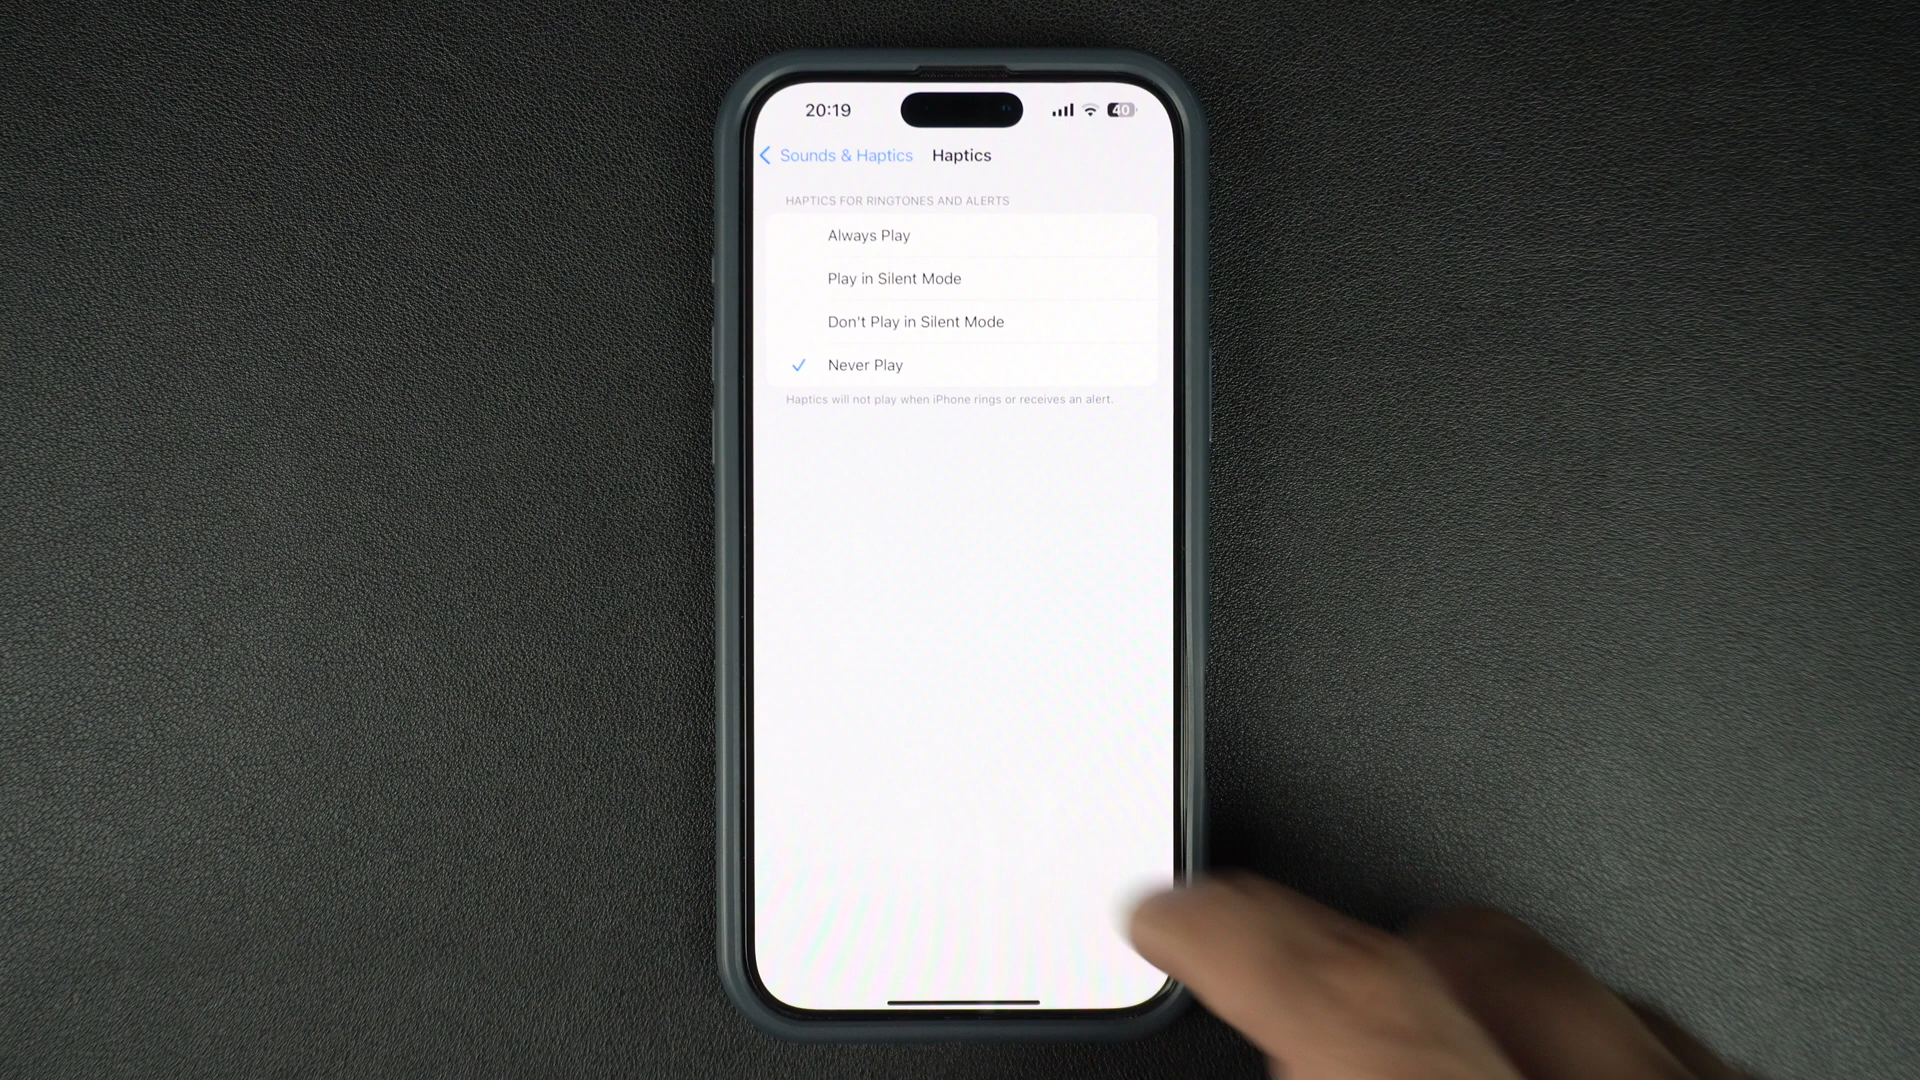 20:19 40
Sounds & Haptics Haptics
HAPTICS FOR RINGTONES AND ALERTS
Always Play
Play in Silent Mode
Don't Play in Silent Mode
Never Play
Haptics will not play when iPhone rings or receives an alert.